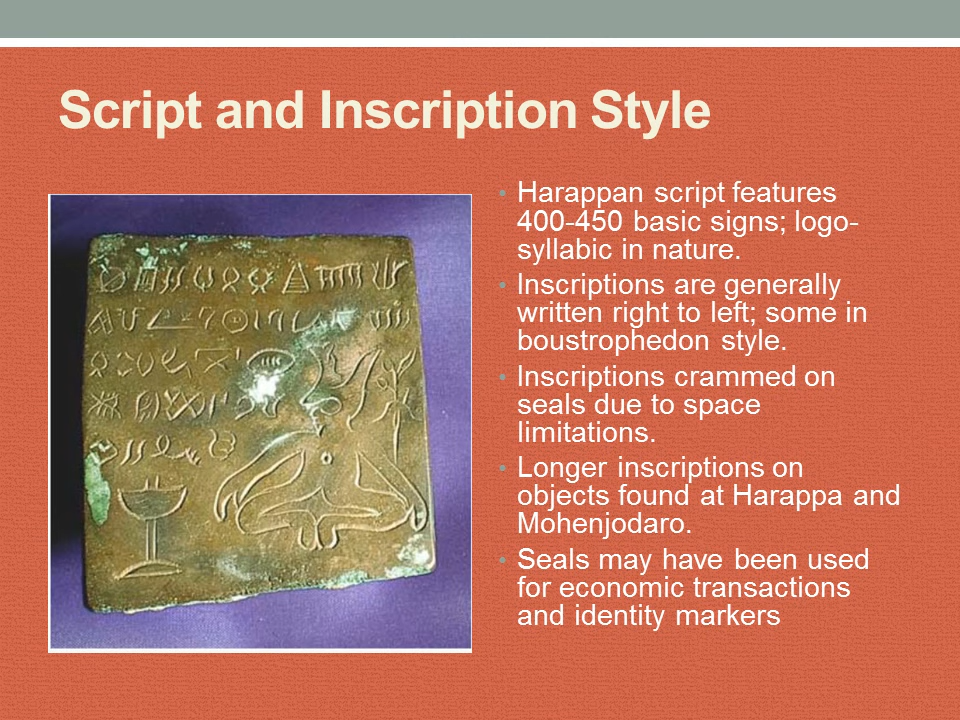 Script and Inscription Style
• Harappan script features
400-450 basic signs; logo-
syllabic in nature.
• Inscriptions are generally
written right to left; some in
boustrophedon style.
• Inscriptions crammed on
seals due to space
limitations.
• Longer inscriptions on
objects found at Harappa and
Mohenjodaro.
• Seals may have been used
for economic transactions
and identity markers